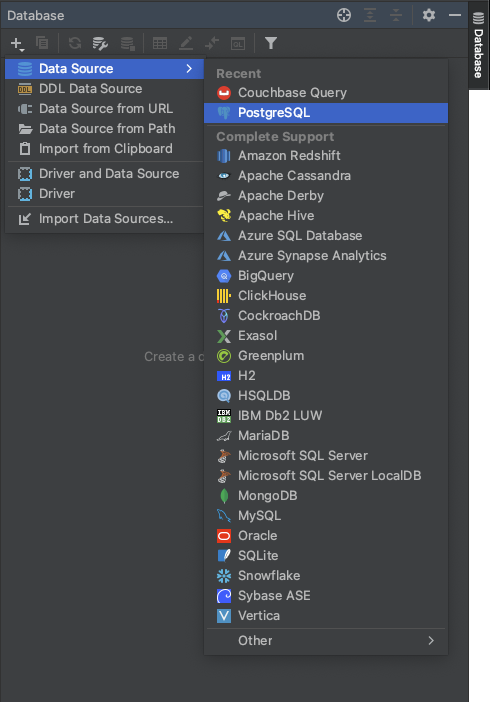 Database
Database
Data Source
DDL Data Source
Data Source from URL
Data Source from Path
Import from Clipboard
Driver and Data Source
Driver
Import Data Sources...
Create a
Recent
Couchbase Query
PostgreSQL
Complete Support
Amazon Redshift
Apache Cassandra
Apache Derby
Apache Hive
Azure SQL Database
Azure Synapse Analytics
BigQuery
ClickHouse
CockroachDB
Exasol
Greenplum
H2
HSQLDB
IBM Db2 LUW
MariaDB
Microsoft SQL Server
Microsoft SQL Server LocalDB
MongoDB
MySQL
Oracle
SQLite
Snowflake
Sybase ASE
Vertica
Other